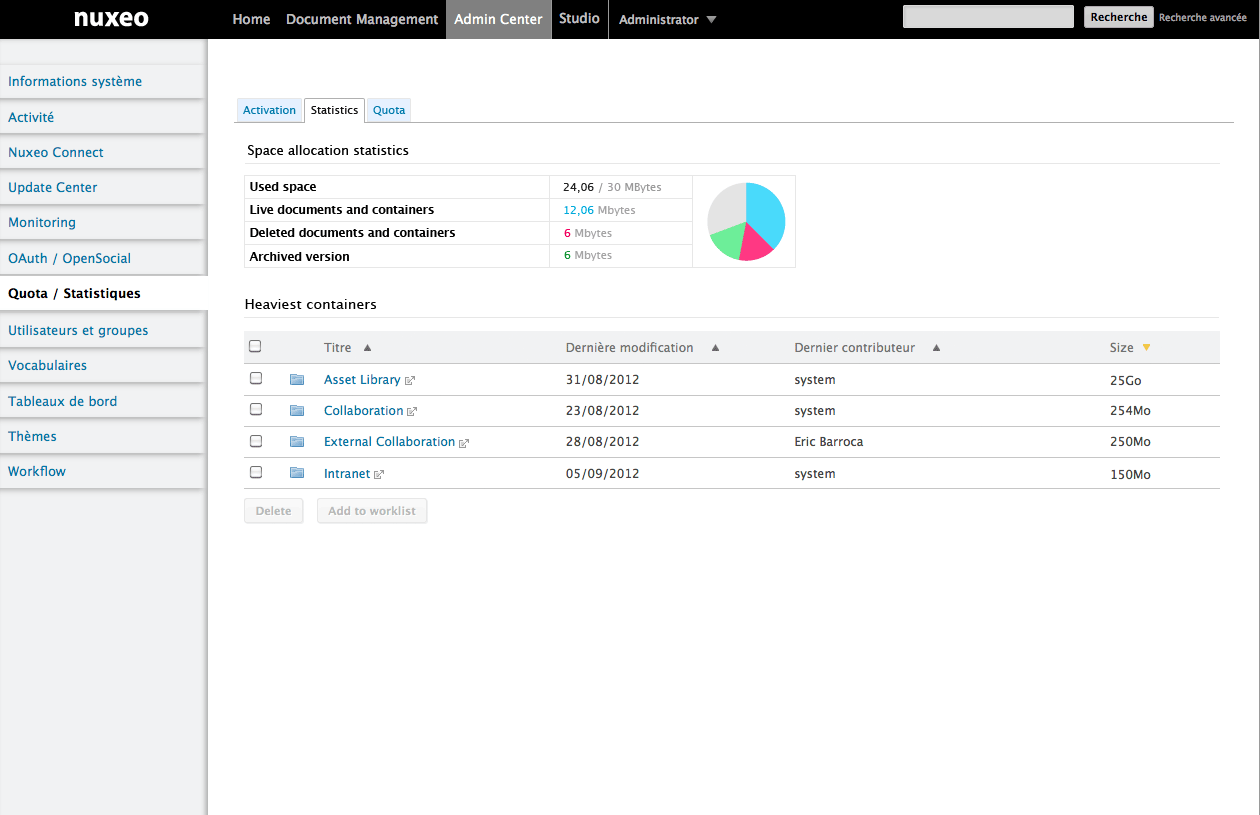 nuxeo Home Document Management Admin Center Studio Administrator Recherche Recherche avancée
Informations système
Activité
Nuxeo Connect
Update Center
Monitoring
OAuth / OpenSocial
Quota / Statistiques
Utilisateurs et groupes
Vocabulaires
Tableaux de bord
Thèmes
Workflow
Activation Statistics Quota
Space allocation statistics
Used space 24,06 / 30 MBytes
Live documents and containers 12,06 Mbytes
Deleted documents and containers 6 Mbytes
Archived version 6 Mbytes
Heaviest containers
Titre ▲ Dernière modification ▲ Dernier contributeur ▲ Size ▼
Asset Library 31/08/2012 system 25Go
Collaboration 23/08/2012 system 254Mo
External Collaboration 28/08/2012 Eric Barroca 250Mo
Intranet 05/09/2012 system 150Mo
Delete Add to worklist